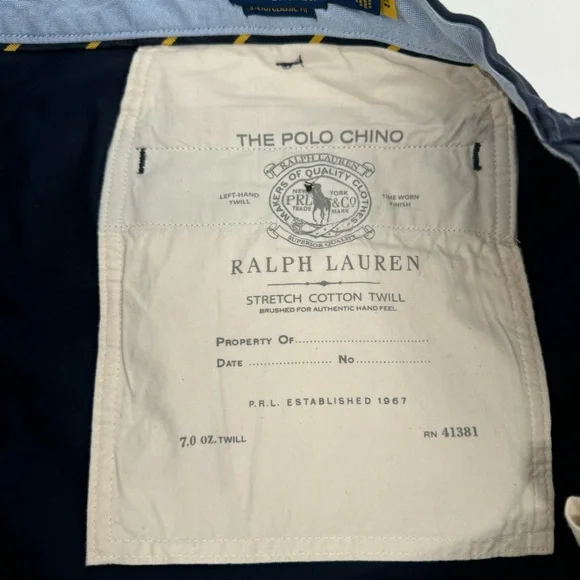 THE POLO CHINO
RALPH LAUREN
MAKERS OF QUALITY CLOTHES
LEFT-HAND
TWILL
NEW YORK
PRL &Co
TRADE MARK
TIME WORN
FINISH
SUPERIOR QUALITY
RALPH LAUREN
STRETCH COTTON TWILL
BRUSHED FOR AUTHENTIC HAND FEEL
PROPERTY OF..............................
DATE .................... NO..................
P.R.L. ESTABLISHED 1967
7.0 OZ. TWILL RN 41381